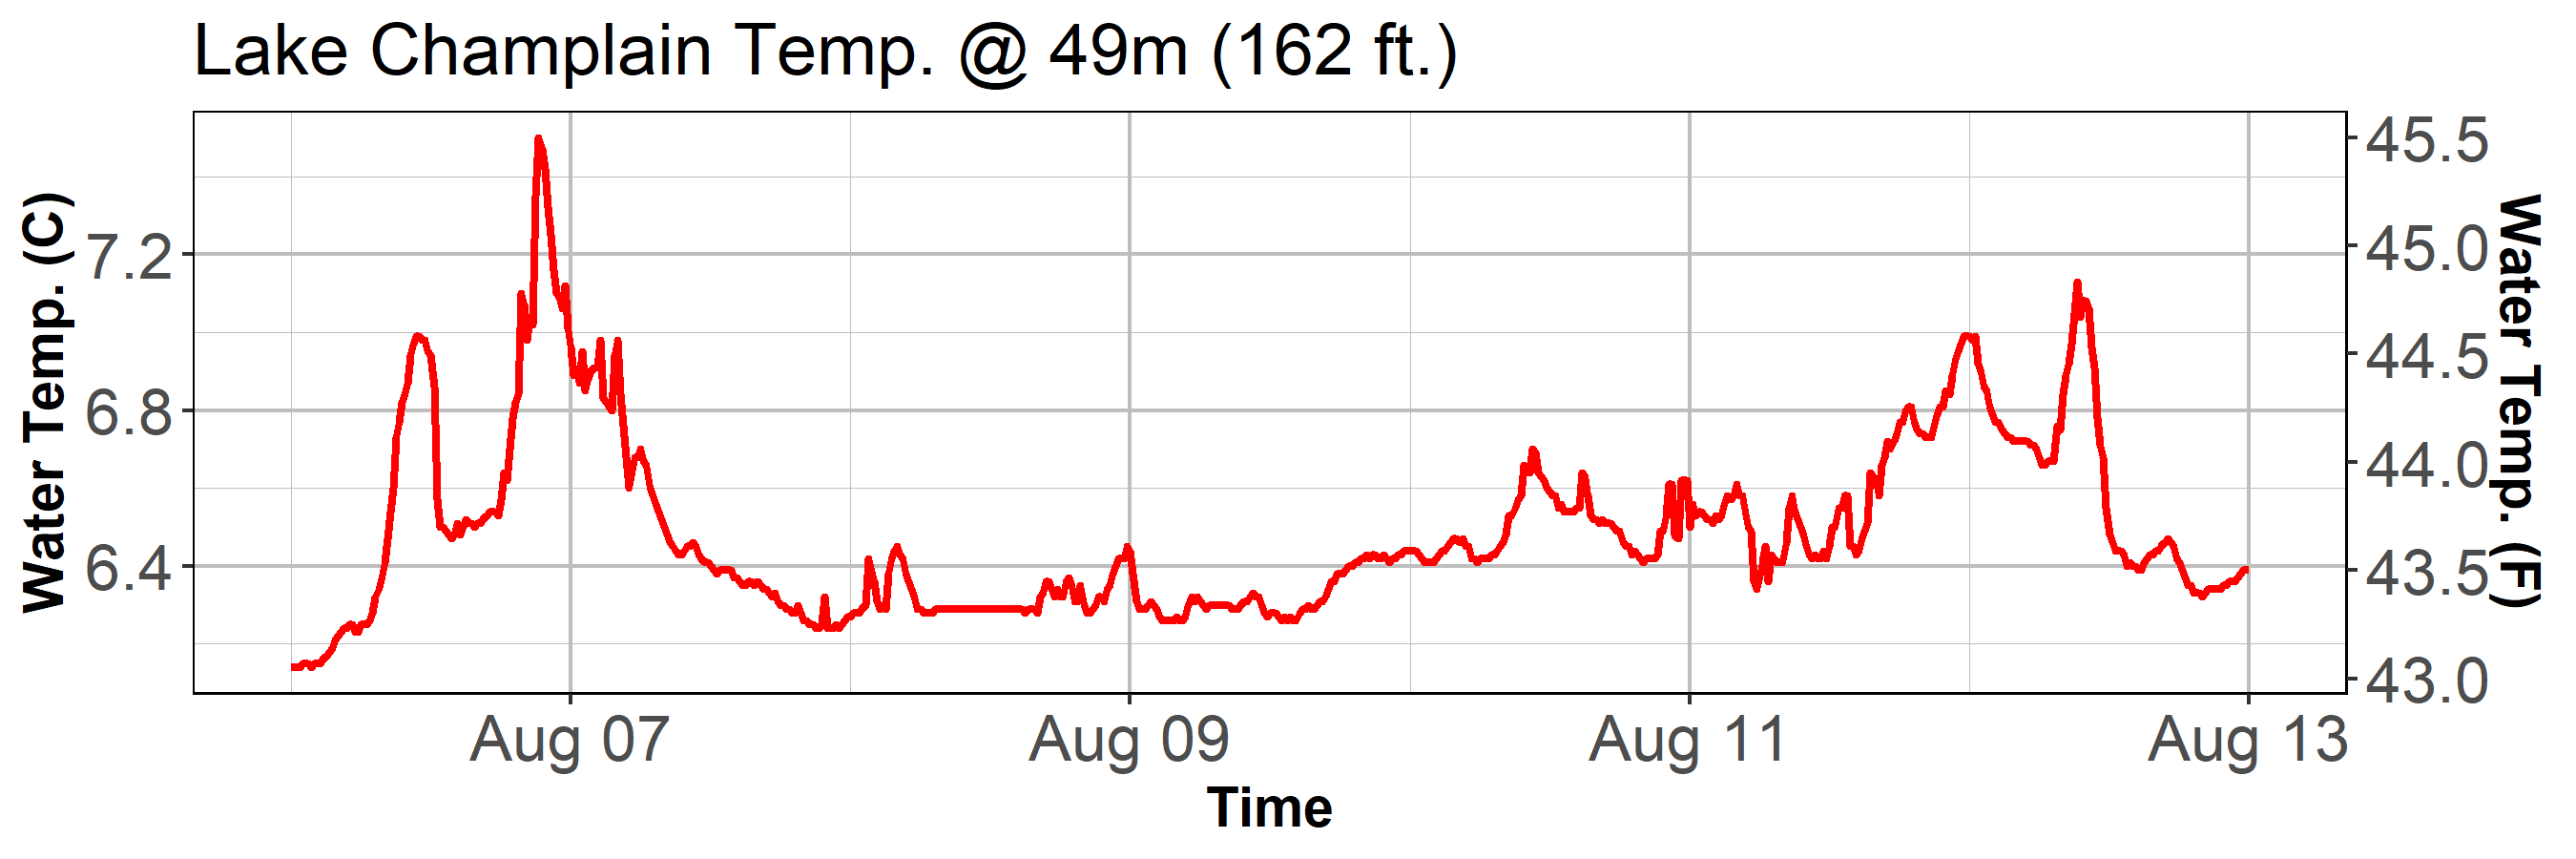 Lake Champlain Temp. @ 49m (162 ft.)
Water Temp. (C)
7.2
6.8
6.4
45.5
45.0
44.5
44.0
43.5
43.0
Water Temp. (F)
Aug 07
Aug 09
Aug 11
Aug 13
Time